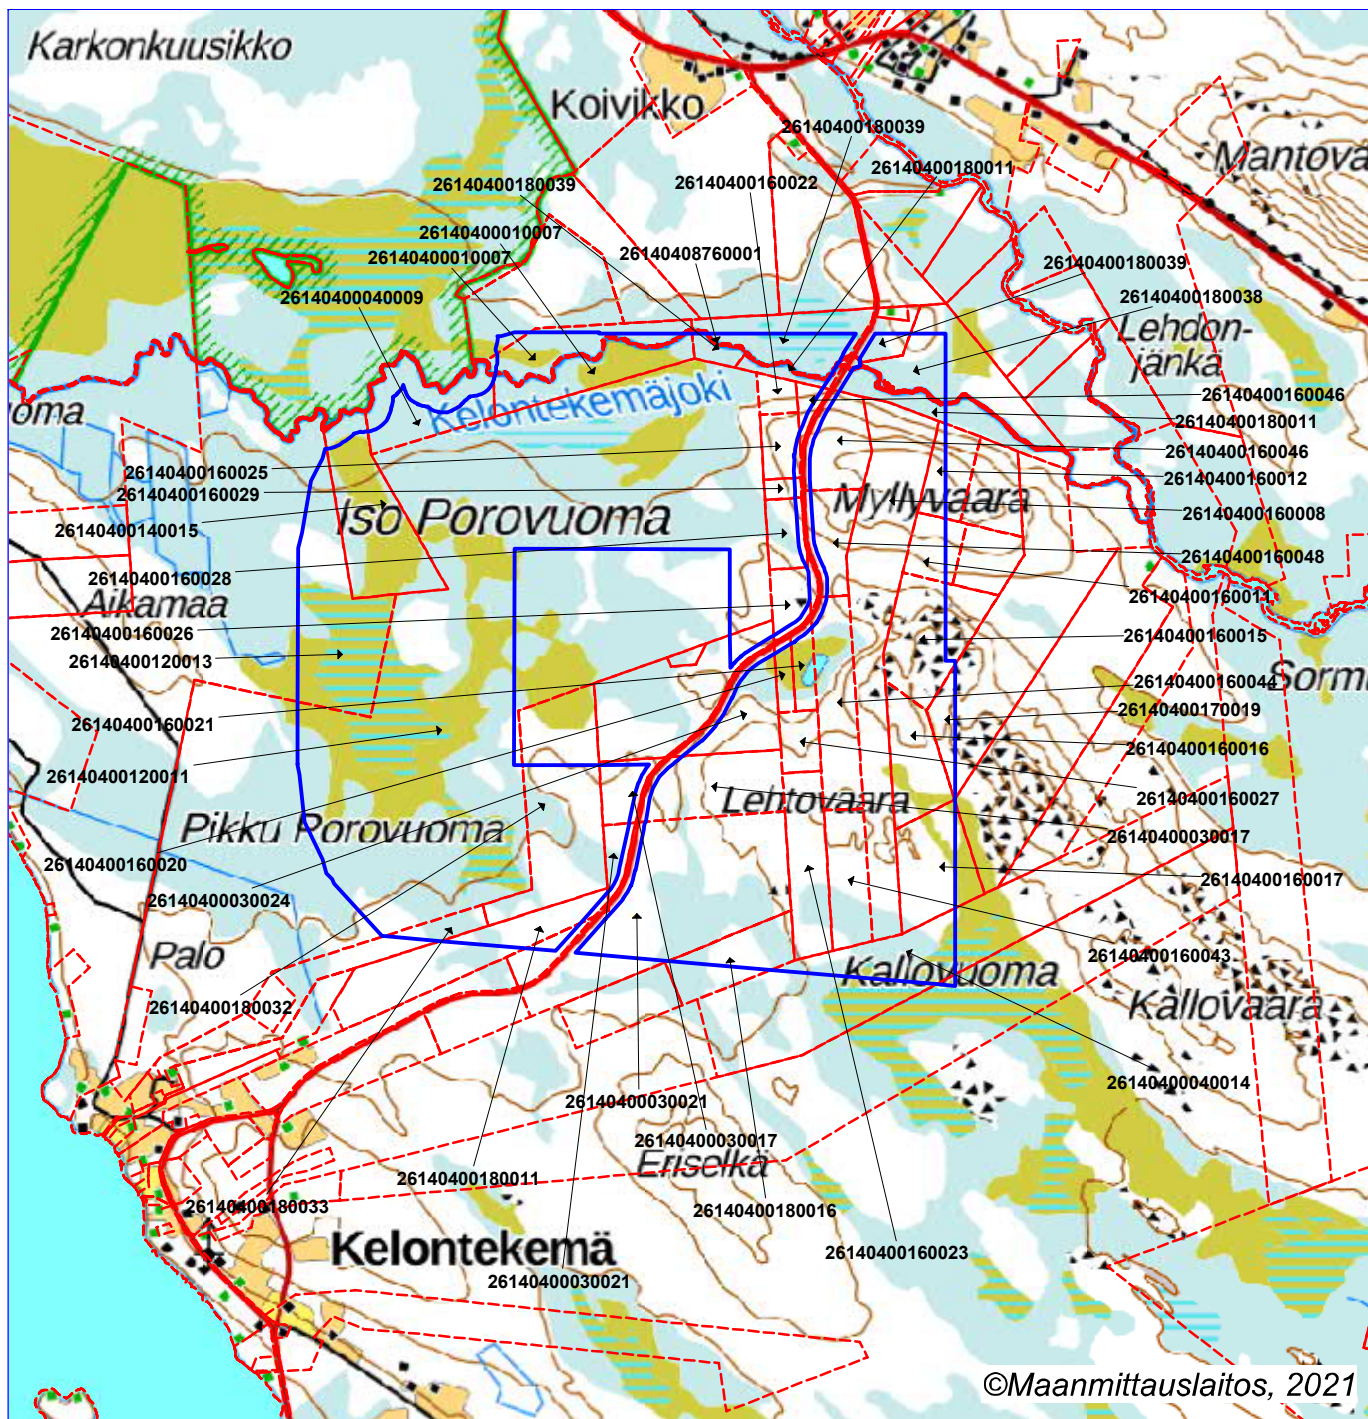 Karkonkuusikko
Koivikko
26140400180039
Mantova
26140400180011
26140400160022
26140400180039
26140400010007
26140408760001
26140400010007
26140400180039
26140400040009
26140400180038
Lehdon-
jänkä
Kelontekemäjoki
26140400160046
uoma
26140400180011
26140400160046
26140400160025
26140400160012
26140400160029
Myllyvaara
26140400160008
Iso Porovuoma
26140400140015
26140400160048
26140400160028
26140400160011
Aikamaa
26140400160026
26140400160015
26140400120013
Sorm
26140400160044
26140400170019
26140400160021
26140400160016
26140400120011
26140400160027
Lehtovaara
Pikku Porovuoma
26140400030017
26140400160020
26140400160017
26140400030024
Palo
26140400160043
Kallovuoma
26140400180032
Kallovaara
26140400040014
26140400030021
26140400030017
Eriselkä
26140400180011
26140400180033
26140400180016
Kelontekemä
26140400160023
26140400030021
©Maanmittauslaitos, 2021